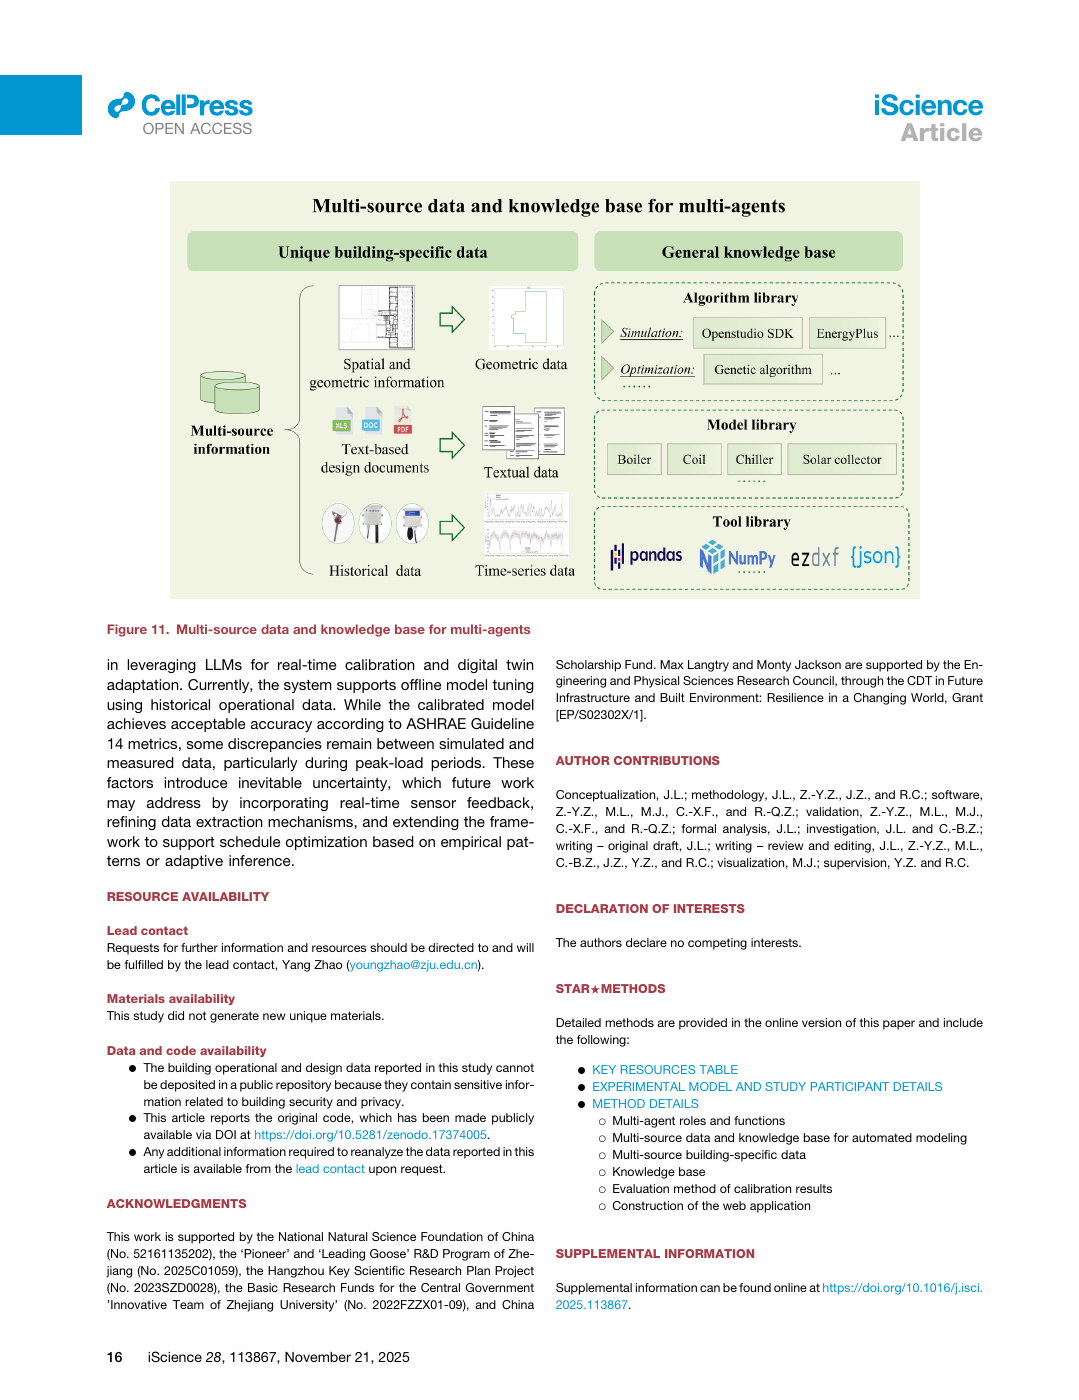 CellPress
OPEN ACCESS
iScience
Article
Multi-source data and knowledge base for multi-agents
Unique building-specific data
General knowledge base
Multi-source
information
Spatial and
geometric information
Geometric data
XLS
DOC
PDF
Text-based
design documents
Textual data
Historical data
Time-series data
Algorithm library
Simulation:
Openstudio SDK
EnergyPlus
...
Optimization:
Genetic algorithm
...
......
Model library
Boiler
Coil
Chiller
Solar collector
......
Tool library
pandas
NumPy
ezdxf
{json}
......
Figure 11. Multi-source data and knowledge base for multi-agents
in leveraging LLMs for real-time calibration and digital twin
adaptation. Currently, the system supports offline model tuning
using historical operational data. While the calibrated model
achieves acceptable accuracy according to ASHRAE Guideline
14 metrics, some discrepancies remain between simulated and
measured data, particularly during peak-load periods. These
factors introduce inevitable uncertainty, which future work
may address by incorporating real-time sensor feedback,
refining data extraction mechanisms, and extending the frame-
work to support schedule optimization based on empirical pat-
terns or adaptive inference.
RESOURCE AVAILABILITY
Lead contact
Requests for further information and resources should be directed to and will
be fulfilled by the lead contact, Yang Zhao (youngzhao@zju.edu.cn).
Materials availability
This study did not generate new unique materials.
Data and code availability
● The building operational and design data reported in this study cannot
be deposited in a public repository because they contain sensitive infor-
mation related to building security and privacy.
● This article reports the original code, which has been made publicly
available via DOI at https://doi.org/10.5281/zenodo.17374005.
● Any additional information required to reanalyze the data reported in this
article is available from the lead contact upon request.
ACKNOWLEDGMENTS
This work is supported by the National Natural Science Foundation of China
(No. 52161135202), the ‘Pioneer’ and ‘Leading Goose’ R&D Program of Zhe-
jiang (No. 2025C01059), the Hangzhou Key Scientific Research Plan Project
(No. 2023SZD0028), the Basic Research Funds for the Central Government
’Innovative Team of Zhejiang University’ (No. 2022FZZX01-09), and China
Scholarship Fund. Max Langtry and Monty Jackson are supported by the En-
gineering and Physical Sciences Research Council, through the CDT in Future
Infrastructure and Built Environment: Resilience in a Changing World, Grant
[EP/S02302X/1].
AUTHOR CONTRIBUTIONS
Conceptualization, J.L.; methodology, J.L., Z.-Y.Z., J.Z., and R.C.; software,
Z.-Y.Z., M.L., M.J., C.-X.F., and R.-Q.Z.; validation, Z.-Y.Z., M.L., M.J.,
C.-X.F., and R.-Q.Z.; formal analysis, J.L.; investigation, J.L. and C.-B.Z.;
writing – original draft, J.L.; writing – review and editing, J.L., Z.-Y.Z., M.L.,
C.-B.Z., J.Z., Y.Z., and R.C.; visualization, M.J.; supervision, Y.Z. and R.C.
DECLARATION OF INTERESTS
The authors declare no competing interests.
STAR★METHODS
Detailed methods are provided in the online version of this paper and include
the following:
● KEY RESOURCES TABLE
● EXPERIMENTAL MODEL AND STUDY PARTICIPANT DETAILS
● METHOD DETAILS
○ Multi-agent roles and functions
○ Multi-source data and knowledge base for automated modeling
○ Multi-source building-specific data
○ Knowledge base
○ Evaluation method of calibration results
○ Construction of the web application
SUPPLEMENTAL INFORMATION
Supplemental information can be found online at https://doi.org/10.1016/j.isci.
2025.113867.
16 iScience 28, 113867, November 21, 2025